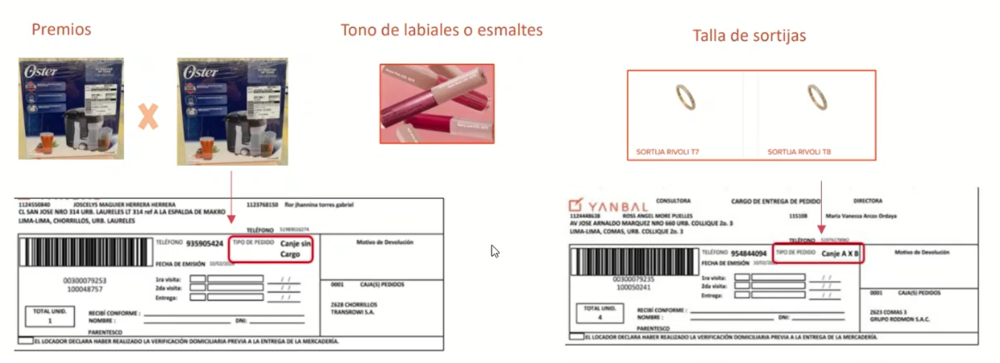 Premios
Tono de labiales o esmaltes
Talla de sortijas
Oster
Oster
SORTIJA RIVOLI T7
SORTIJA RIVOLI T8
1124550840 JOSCELYS MAGUIER HERRERA HERRERA 1123768150 flor jhannina torres gabriel
CL SAN JOSE NRO 314 URB. LAURELES LT 314 ref A LA ESPALDA DE MAKRO
LIMA-LIMA, CHORRILLOS, URB. LAURELES
TELÉFONO 51989016274
TELÉFONO 935905424 TIPO DE PEDIDO Canje sin Cargo
Motivo de Devolución
FECHA DE EMISIÓN
00300079253
100048757
1ra visita: / /
2da visita: / /
Entrega: / /
0001 CAJA(S) PEDIDOS
2628 CHORRILLOS
TRANSROWI S.A.
TOTAL UNID.
1
RECIBÍ CONFORME :
NOMBRE : DNI:
PARENTESCO
EL LOCADOR DECLARA HABER REALIZADO LA VERIFICACIÓN DOMICILIARIA PREVIA A LA ENTREGA DE LA MERCADERÍA.
YANBAL CONSULTORA CARGO DE ENTREGA DE PEDIDO DIRECTORA
1124448638 ROSS ANGEL MORE PUELLES 115108 Maria Vanessa Arcos Ordaya
AV JOSE ARNALDO MARQUEZ NRO 660 URB. COLLIQUE Zo. 3
LIMA-LIMA, COMAS, URB. COLLIQUE Zo. 3
TELÉFONO 51976178982
TELÉFONO 954844094 TIPO DE PEDIDO Canje A X B
Motivo de Devolución
FECHA DE EMISIÓN
00300079235
100050241
1ra visita: / /
2da visita: / /
Entrega: / /
0001 CAJA(S) PEDIDOS
2623 COMAS 3
GRUPO RODMON S.A.C.
TOTAL UNID.
4
RECIBÍ CONFORME :
NOMBRE : DNI:
PARENTESCO
EL LOCADOR DECLARA HABER REALIZADO LA VERIFICACIÓN DOMICILIARIA PREVIA A LA ENTREGA DE LA MERCADERÍA.